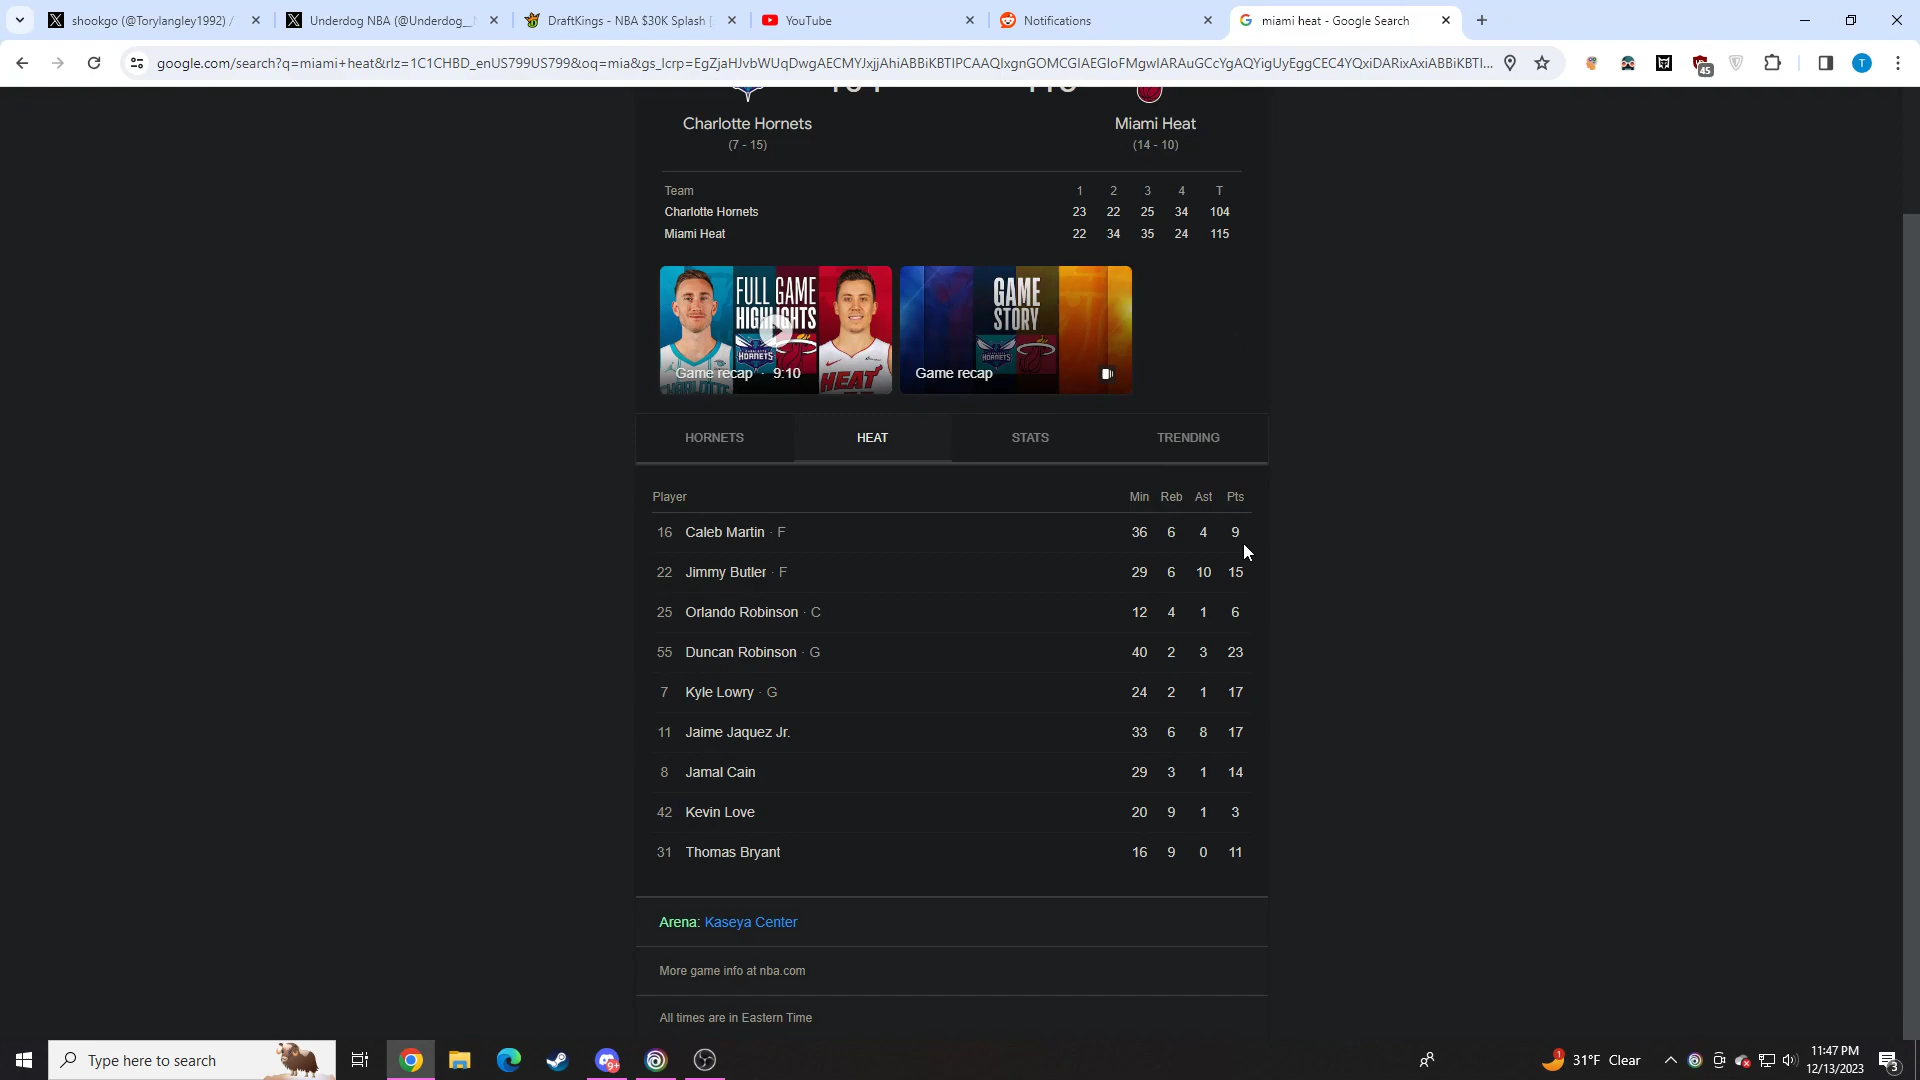 shookgo (@Torylangley1992) /
Underdog NBA (@Underdog_
DraftKings - NBA $30K Splash
YouTube
Notifications
miami heat - Google Search
google.com/search?q=miami+heat&rlz=1C1CHBD_enUS799US799&oq=mia&gs_lcrp=
45
T
Charlotte Hornets
Miami Heat
(7 - 15)
(14 - 10)
Team 1 2 3 4 T
Charlotte Hornets 23 22 25 34 104
Miami Heat 22 34 35 24 115
FULL GAME
HIGHLIGHTS
HORNETS
Game recap · 9:10
HEAT
GAME
STORY
HORNETS
Game recap
HORNETS HEAT STATS TRENDING
Player Min Reb Ast Pts
16 Caleb Martin · F 36 6 4 9
22 Jimmy Butler · F 29 6 10 15
25 Orlando Robinson · C 12 4 1 6
55 Duncan Robinson · G 40 2 3 23
7 Kyle Lowry · G 24 2 1 17
11 Jaime Jaquez Jr. 33 6 8 17
8 Jamal Cain 29 3 1 14
42 Kevin Love 20 9 1 3
31 Thomas Bryant 16 9 0 11
Arena: Kaseya Center
More game info at nba.com
All times are in Eastern Time
Type here to search
9+
1
31°F Clear
11:47 PM
12/13/2023
3